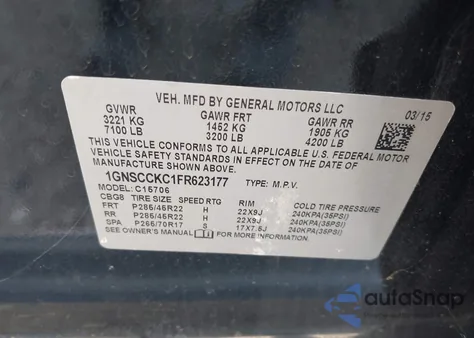 VEH. MFD BY GENERAL MOTORS LLC
GVWR GAWR FRT GAWR RR 03/15
3221 KG 1452 KG 1905 KG
7100 LB 3200 LB 4200 LB
THIS VEHICLE CONFORMS TO ALL APPLICABLE U.S. FEDERAL MOTOR
VEHICLE SAFETY AND THEFT PREVENTION STANDARDS IN EFFECT ON THE DATE OF
MANUFACTURE SHOWN ABOVE.
1GNSCCKC1FR623177 TYPE: M.P.V.
MODEL: C15706
CBG8 TIRE SIZE SPEED RTG RIM COLD TIRE PRESSURE
FRT P285/45R22 H 22X9J 240KPA(35PSI)
RR P285/45R22 H 22X9J 240KPA(35PSI)
SPA P265/70R17 S 17X7.5J 240KPA(35PSI)
SEE OWNER'S MANUAL FOR MORE INFORMATION
autoSnap